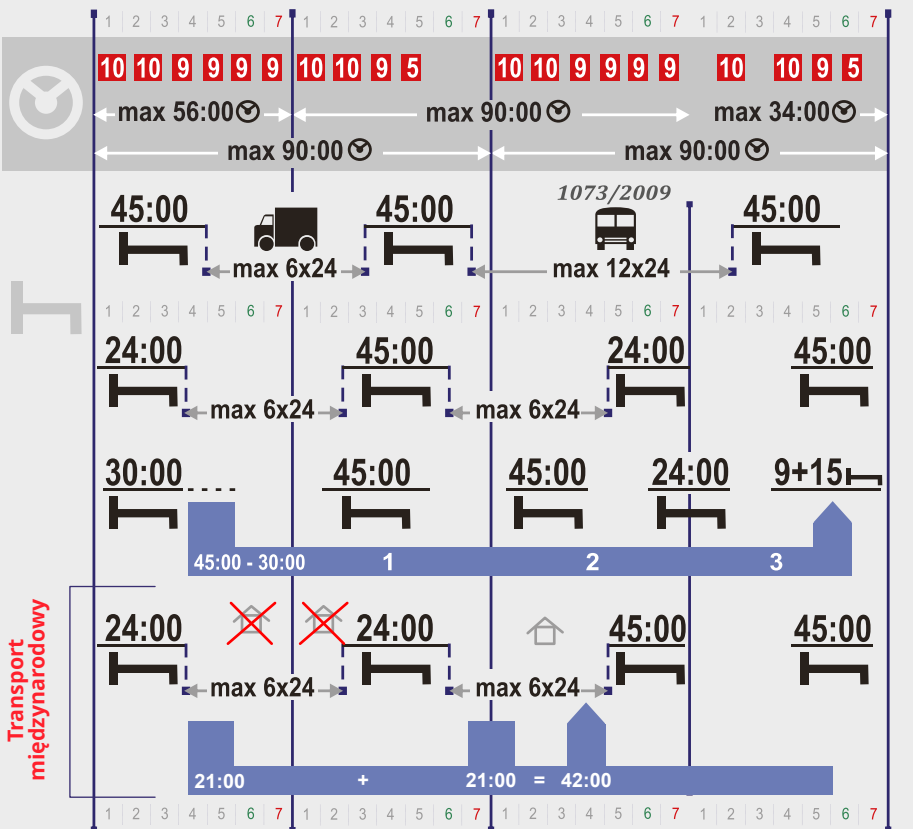 1 2 3 4 5 6 7 1 2 3 4 5 6 7 1 2 3 4 5 6 7 1 2 3 4 5 6 7
10 10 9 9 9 9 10 10 9 5 10 10 9 9 9 9 10 10 9 5
max 56:00 max 90:00 max 34:00
max 90:00 max 90:00
1073/2009
45:00 45:00 45:00
max 6x24 max 12x24
1 2 3 4 5 6 7 1 2 3 4 5 6 7 1 2 3 4 5 6 7 1 2 3 4 5 6 7
24:00 45:00 24:00 45:00
max 6x24 max 6x24
30:00 45:00 45:00 24:00 9+15
45:00 - 30:00 1 2 3
Transport
międzynarodowy
24:00 24:00 45:00 45:00
max 6x24 max 6x24
21:00 + 21:00 = 42:00
1 2 3 4 5 6 7 1 2 3 4 5 6 7 1 2 3 4 5 6 7 1 2 3 4 5 6 7